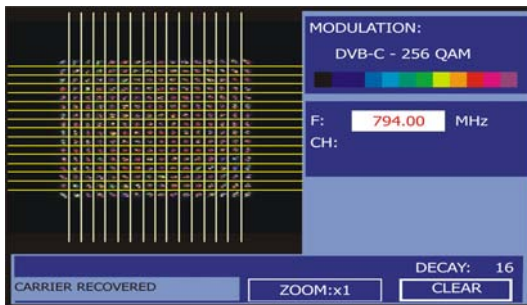 MODULATION:
DVB-C - 256 QAM
F: 794.00 MHz
CH:
DECAY: 16
CARRIER RECOVERED
ZOOM:x1
CLEAR